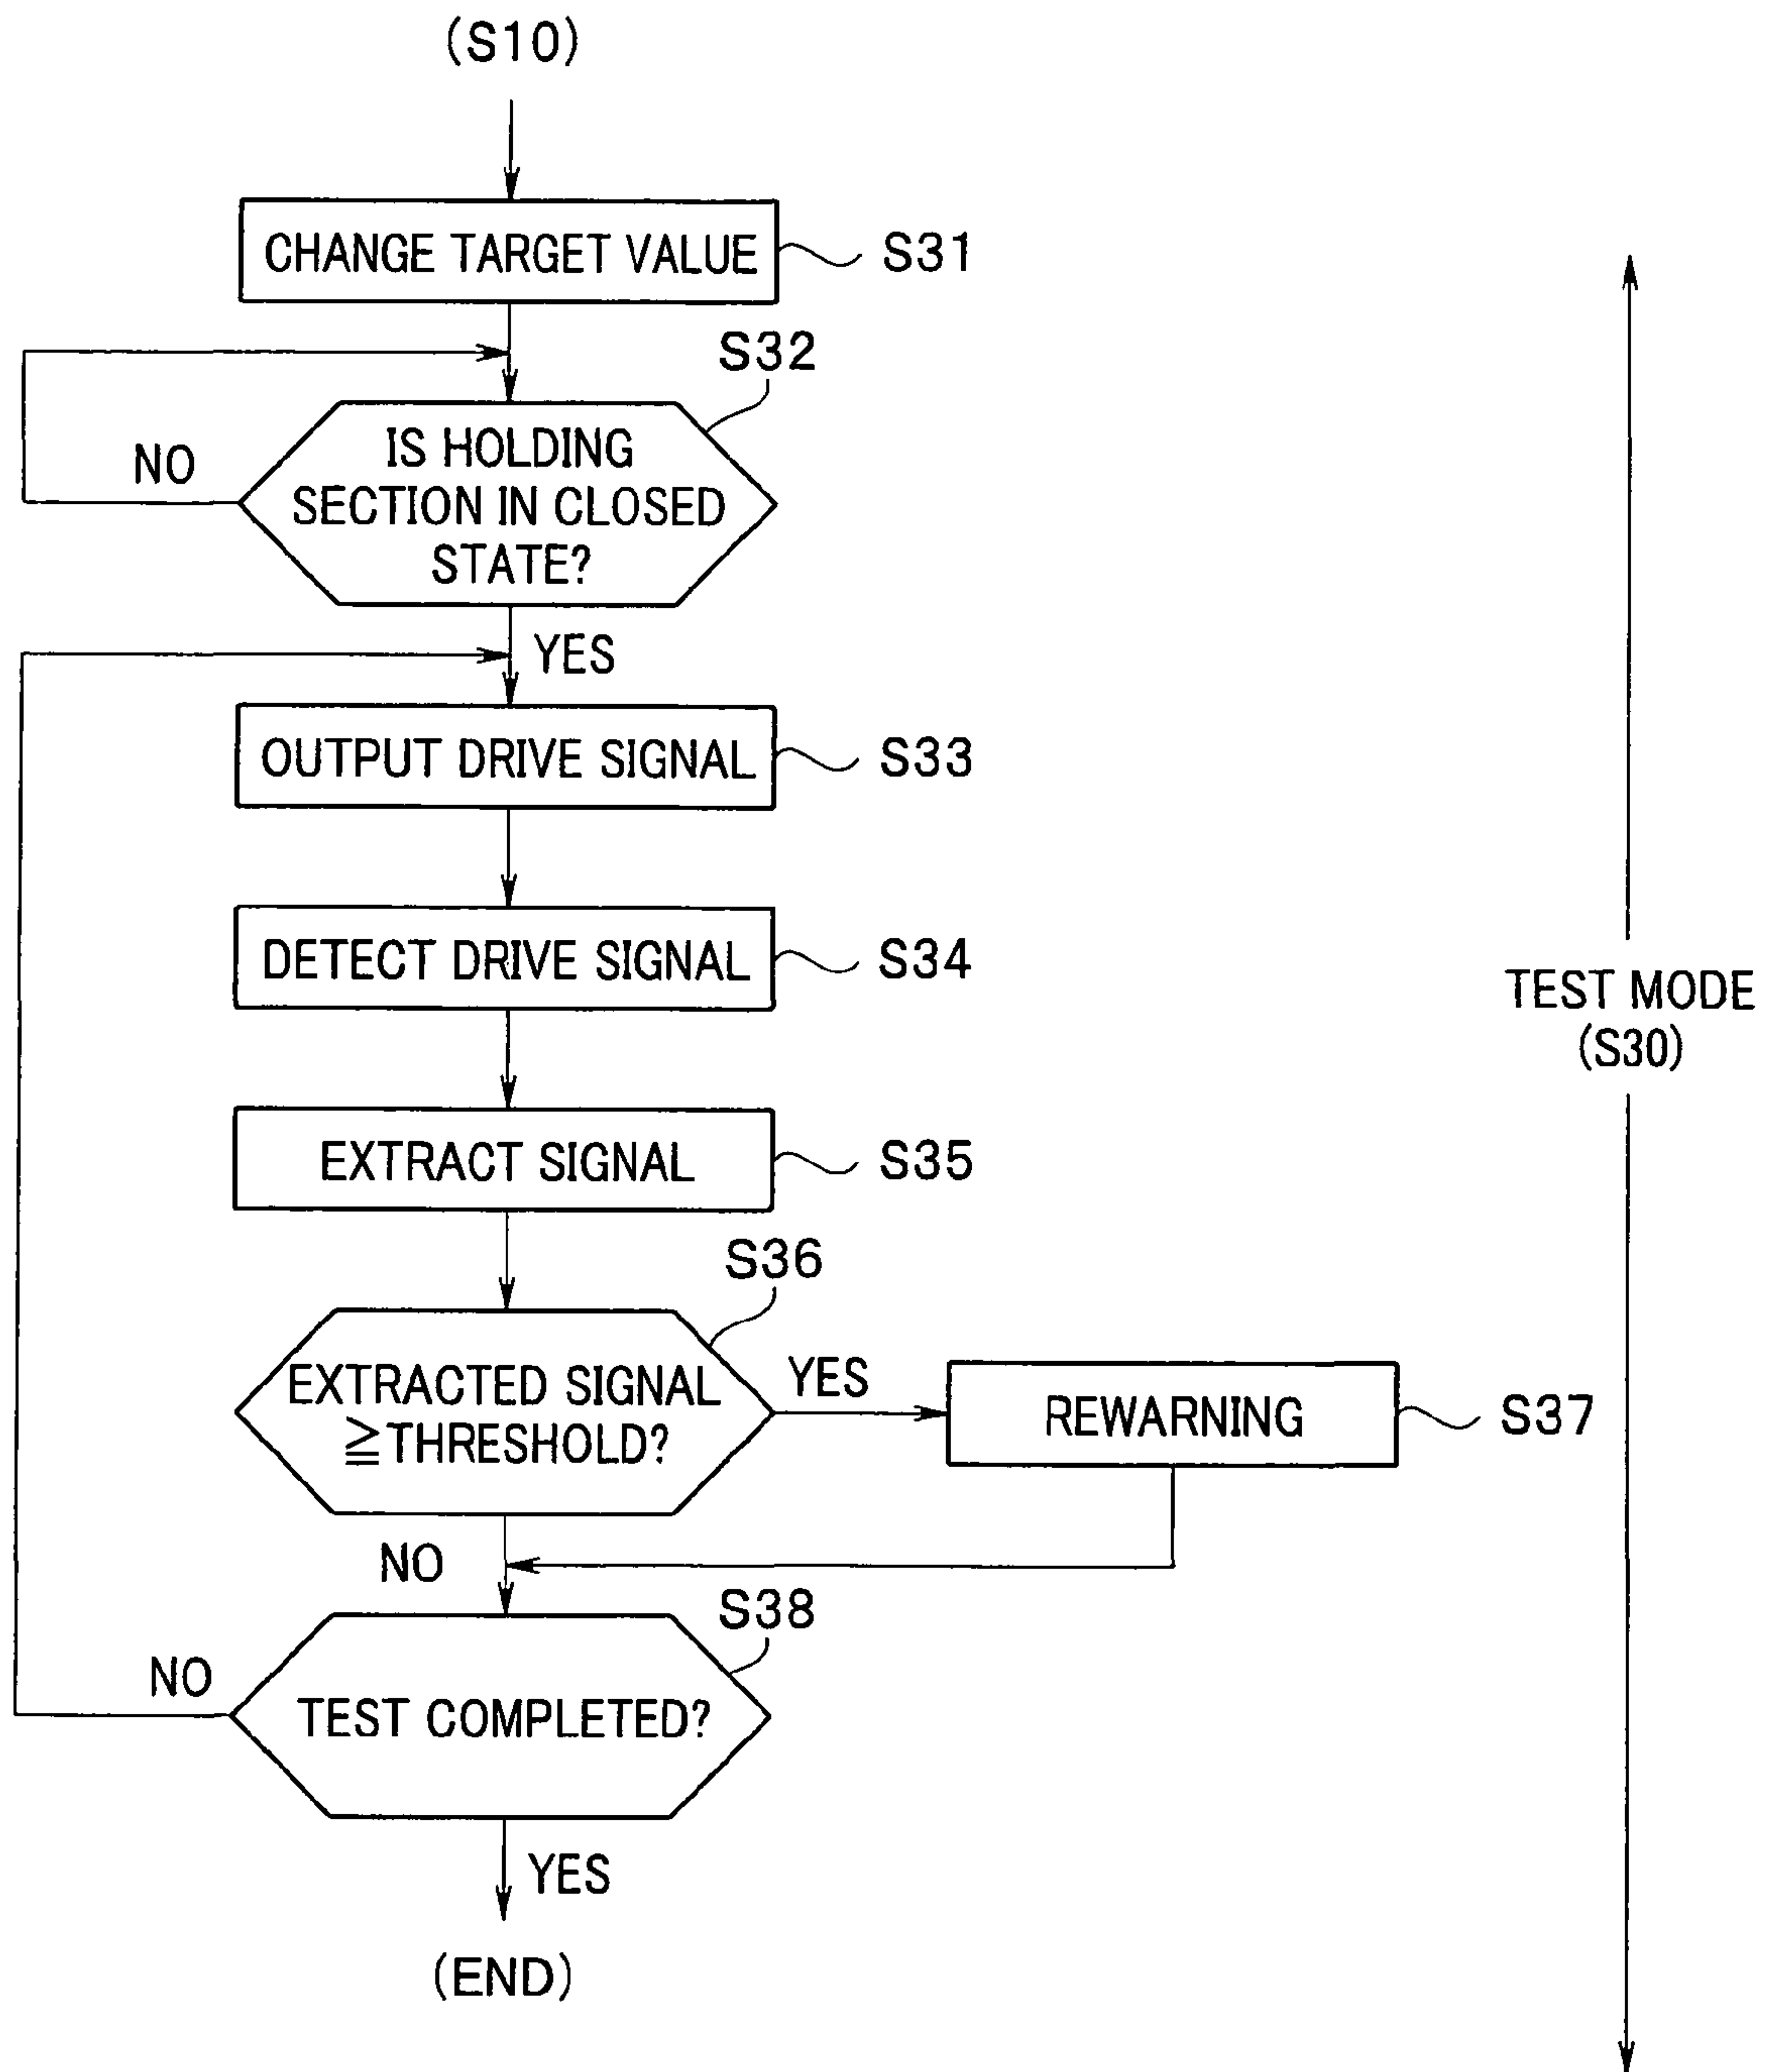 (S10)
CHANGE TARGET VALUE
S31
S32
NO
IS HOLDING
SECTION IN CLOSED
STATE?
YES
OUTPUT DRIVE SIGNAL
S33
DETECT DRIVE SIGNAL
S34
TEST MODE
(S30)
EXTRACT SIGNAL
S35
S36
EXTRACTED SIGNAL
≧THRESHOLD?
YES
REWARNING
S37
NO
S38
NO
TEST COMPLETED?
YES
(END)